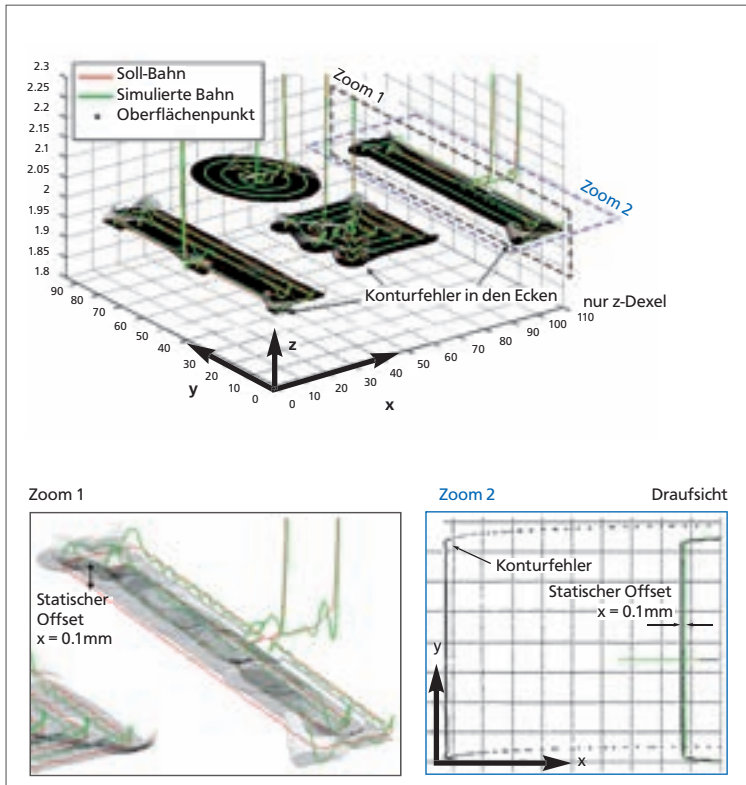 2.3
2.25
2.2
2.15
2.1
2.05
2
1.95
1.9
1.85
1.8
Soll-Bahn
Simulierte Bahn
Oberflächenpunkt
Zoom 1
Zoom 2
Konturfehler in den Ecken
nur z-Dexel
90
80
70
60
50
40
30
20
10
0
y
z
x
0
10
20
30
40
50
60
70
80
90
100
110
Zoom 1
Statischer
Offset
x = 0.1mm
Zoom 2
Draufsicht
Konturfehler
Statischer Offset
x = 0.1mm
y
x